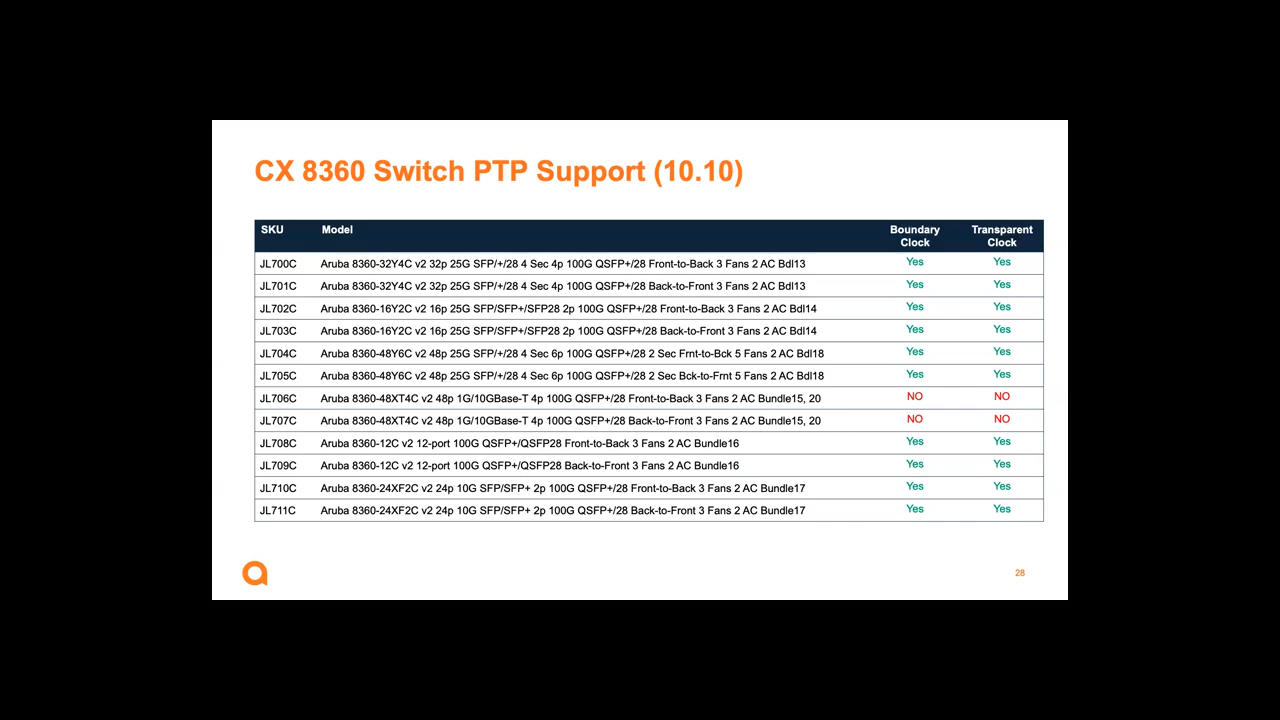 CX 8360 Switch PTP Support (10.10)
SKU Model Boundary Clock Transparent Clock
JL700C Aruba 8360-32Y4C v2 32p 25G SFP/+/28 4 Sec 4p 100G QSFP+/28 Front-to-Back 3 Fans 2 AC Bdl13 Yes Yes
JL701C Aruba 8360-32Y4C v2 32p 25G SFP/+/28 4 Sec 4p 100G QSFP+/28 Back-to-Front 3 Fans 2 AC Bdl13 Yes Yes
JL702C Aruba 8360-16Y2C v2 16p 25G SFP/SFP+/SFP28 2p 100G QSFP+/28 Front-to-Back 3 Fans 2 AC Bdl14 Yes Yes
JL703C Aruba 8360-16Y2C v2 16p 25G SFP/SFP+/SFP28 2p 100G QSFP+/28 Back-to-Front 3 Fans 2 AC Bdl14 Yes Yes
JL704C Aruba 8360-48Y6C v2 48p 25G SFP/+/28 4 Sec 6p 100G QSFP+/28 2 Sec Frnt-to-Bck 5 Fans 2 AC Bdl18 Yes Yes
JL705C Aruba 8360-48Y6C v2 48p 25G SFP/+/28 4 Sec 6p 100G QSFP+/28 2 Sec Bck-to-Frnt 5 Fans 2 AC Bdl18 Yes Yes
JL706C Aruba 8360-48XT4C v2 48p 1G/10GBase-T 4p 100G QSFP+/28 Front-to-Back 3 Fans 2 AC Bundle15, 20 NO NO
JL707C Aruba 8360-48XT4C v2 48p 1G/10GBase-T 4p 100G QSFP+/28 Back-to-Front 3 Fans 2 AC Bundle15, 20 NO NO
JL708C Aruba 8360-12C v2 12-port 100G QSFP+/QSFP28 Front-to-Back 3 Fans 2 AC Bundle16 Yes Yes
JL709C Aruba 8360-12C v2 12-port 100G QSFP+/QSFP28 Back-to-Front 3 Fans 2 AC Bundle16 Yes Yes
JL710C Aruba 8360-24XF2C v2 24p 10G SFP/SFP+ 2p 100G QSFP+/28 Front-to-Back 3 Fans 2 AC Bundle17 Yes Yes
JL711C Aruba 8360-24XF2C v2 24p 10G SFP/SFP+ 2p 100G QSFP+/28 Back-to-Front 3 Fans 2 AC Bundle17 Yes Yes
28